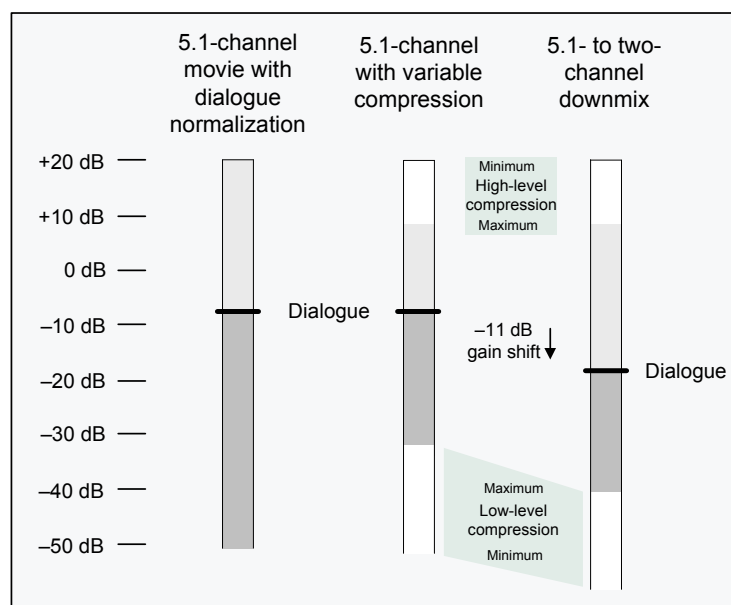 5.1-channel
movie with
dialogue
normalization
5.1-channel
with variable
compression
5.1- to two-
channel
downmix
+20 dB
+10 dB
0 dB
–10 dB
–20 dB
–30 dB
–40 dB
–50 dB
Dialogue
Minimum
High-level
compression
Maximum
–11 dB
gain shift
Dialogue
Maximum
Low-level
compression
Minimum